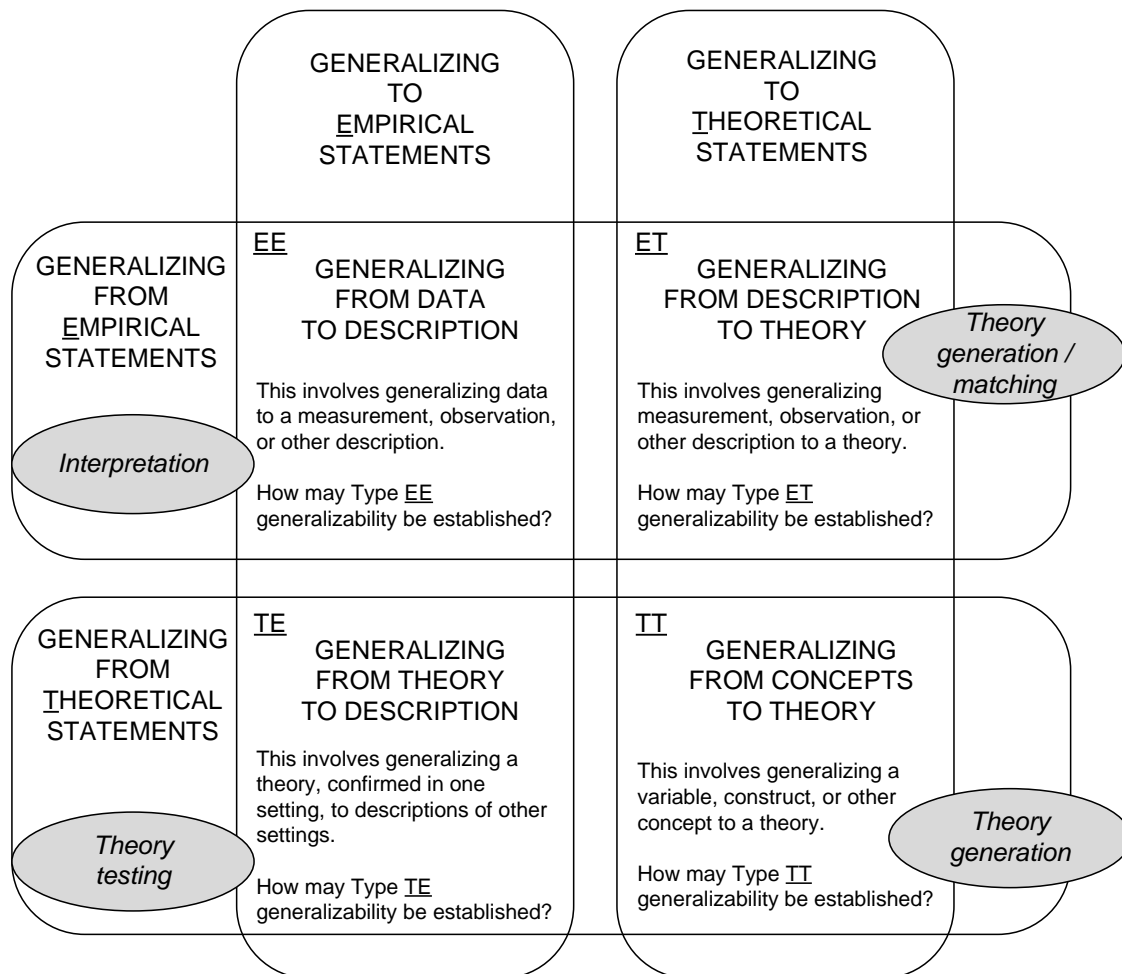 GENERALIZING
TO
EMPIRICAL
STATEMENTS
GENERALIZING
TO
THEORETICAL
STATEMENTS
GENERALIZING
FROM
EMPIRICAL
STATEMENTS
Interpretation
EE
GENERALIZING
FROM DATA
TO DESCRIPTION
This involves generalizing data
to a measurement, observation,
or other description.
How may Type EE
generalizability be established?
ET
GENERALIZING
FROM DESCRIPTION
TO THEORY
This involves generalizing
measurement, observation, or
other description to a theory.
How may Type ET
generalizability be established?
Theory
generation /
matching
GENERALIZING
FROM
THEORETICAL
STATEMENTS
Theory
testing
TE
GENERALIZING
FROM THEORY
TO DESCRIPTION
This involves generalizing a
theory, confirmed in one
setting, to descriptions of other
settings.
How may Type TE
generalizability be established?
TT
GENERALIZING
FROM CONCEPTS
TO THEORY
This involves generalizing a
variable, construct, or other
concept to a theory.
How may Type TT
generalizability be established?
Theory
generation